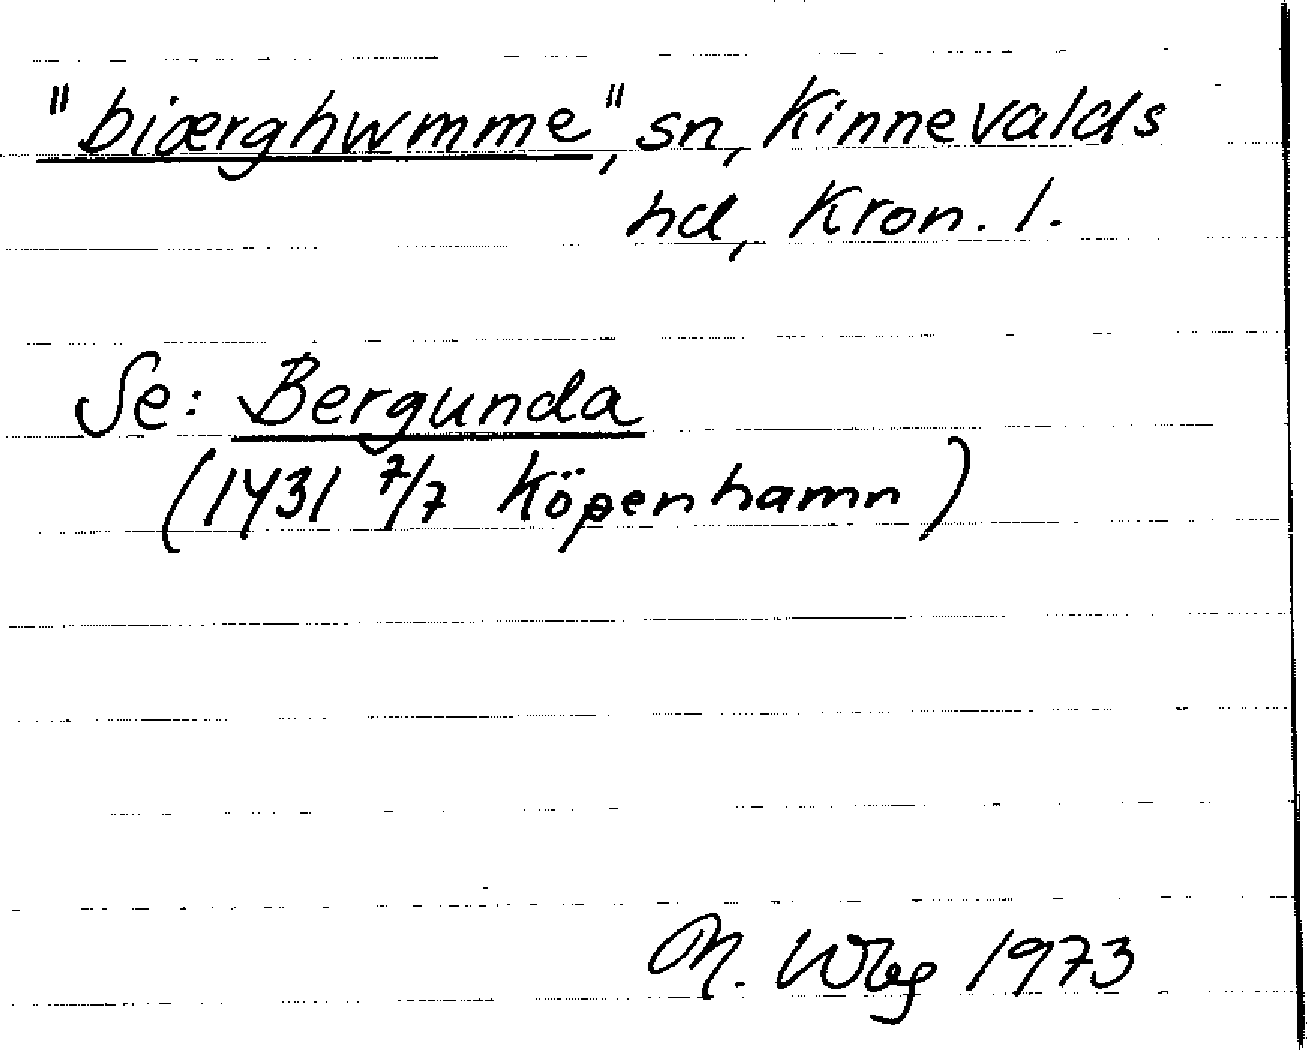 "biærghwmme", sn, Kinnevalds
hd, Kron. l.
Se: Bergunda
(1431 7/7 Köpenhamn)
M. Wbg 1973